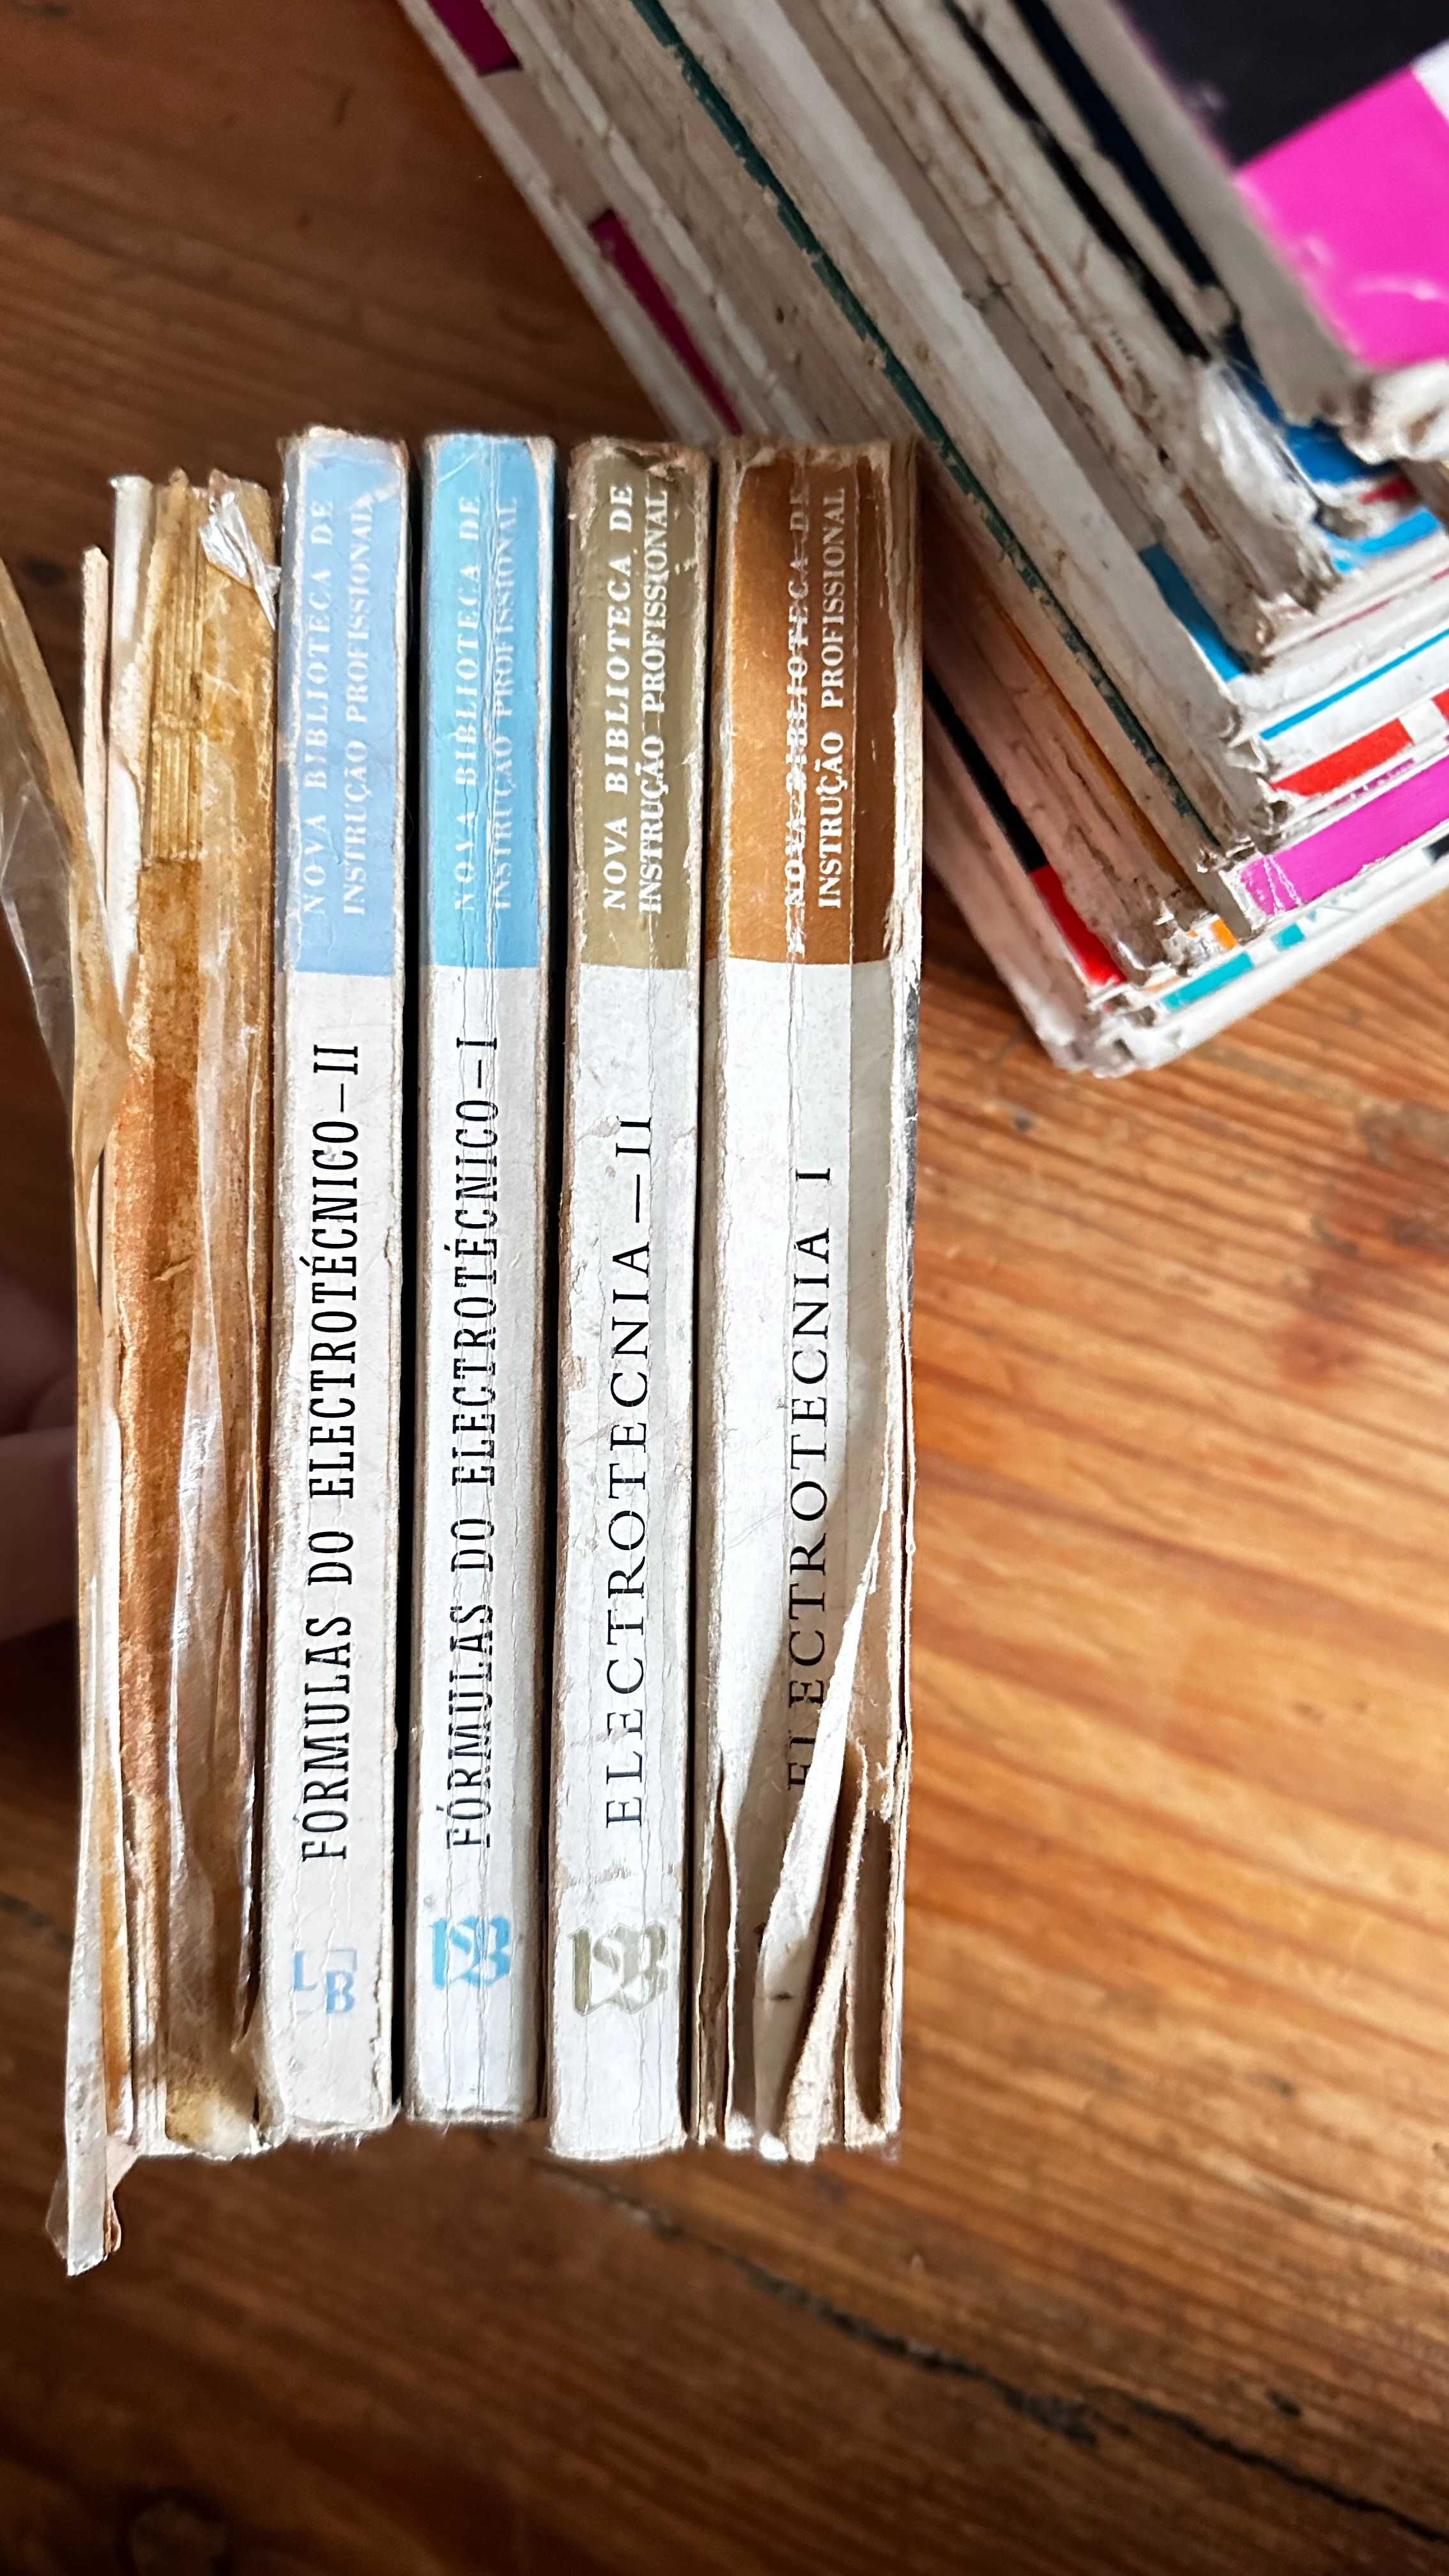 NOVA BIBLIOTECA DE
INSTRUÇÃO PROFISSIONAL
FÓRMULAS DO ELECTROTÉCNICO–II
LB
NOVA BIBLIOTECA DE
INSTRUÇÃO PROFISSIONAL
FÓRMULAS DO ELECTROTÉCNICO–I
NOVA BIBLIOTECA DE
INSTRUÇÃO PROFISSIONAL
ELECTROTECNIA–II
NOVA BIBLIOTECA DE
INSTRUÇÃO PROFISSIONAL
ELECTROTECNIA I